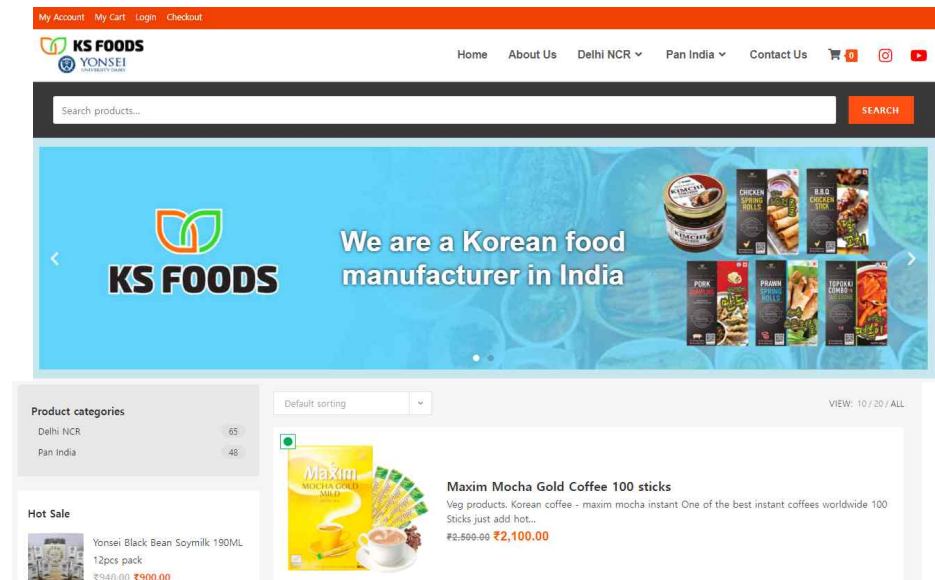 My Account My Cart Login Checkout
KS FOODS
YONSEI
UNIVERSITY DAIRY
Home About Us Delhi NCR Pan India Contact Us 0
Search products...
SEARCH
KS FOODS
We are a Korean food
manufacturer in India
KIMCHI
CHICKEN
SPRING
ROLLS
B.B.Q
CHICKEN
STICK
PORK
DUMPLING
PRAWN
SPRING
ROLLS
TOPOKKI
COMBO
Product categories
Delhi NCR 65
Pan India 48
Default sorting
VIEW: 10 / 20 / ALL
Maxim
MOCHA GOLD
MILD
Maxim Mocha Gold Coffee 100 sticks
Veg products. Korean coffee - maxim mocha instant One of the best instant coffees worldwide 100
Sticks just add hot...
₹2,500.00 ₹2,100.00
Hot Sale
Yonsei Black Bean Soymilk 190ML
12pcs pack
₹948.00 ₹900.00